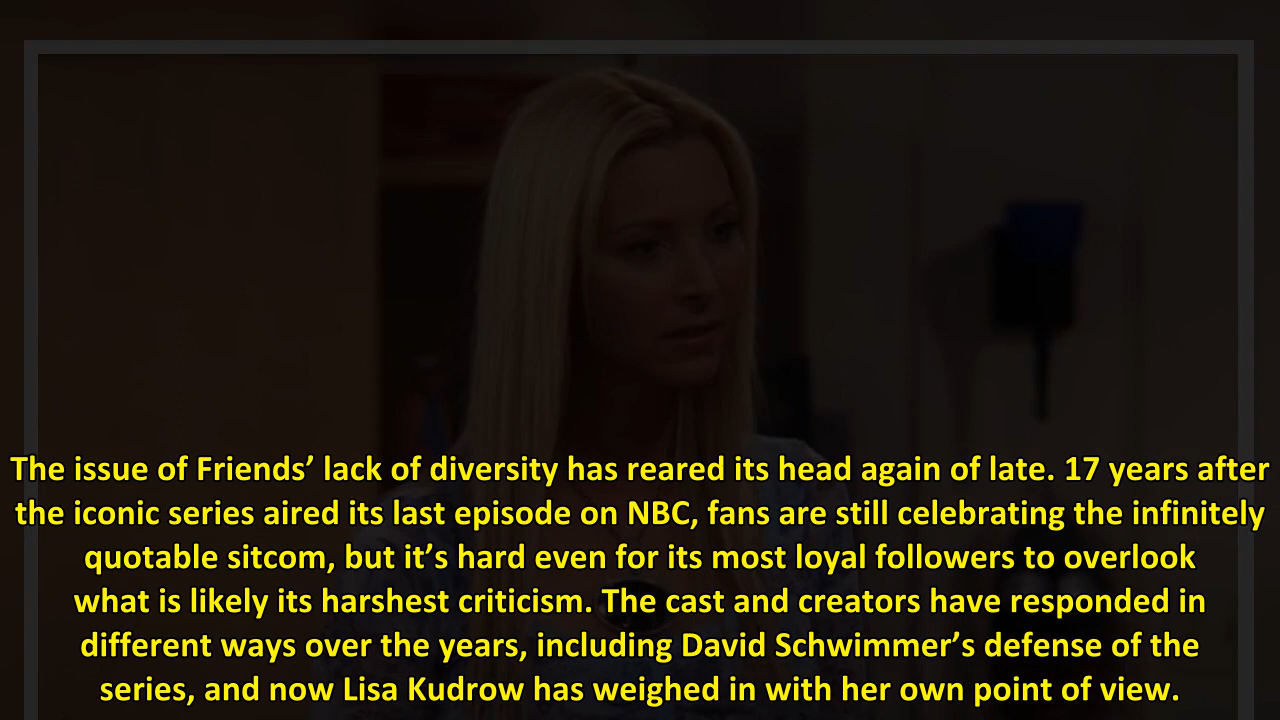 The issue of Friends’ lack of diversity has reared its head again of late. 17 years after
the iconic series aired its last episode on NBC, fans are still celebrating the infinitely
quotable sitcom, but it’s hard even for its most loyal followers to overlook
what is likely its harshest criticism. The cast and creators have responded in
different ways over the years, including David Schwimmer’s defense of the
series, and now Lisa Kudrow has weighed in with her own point of view.